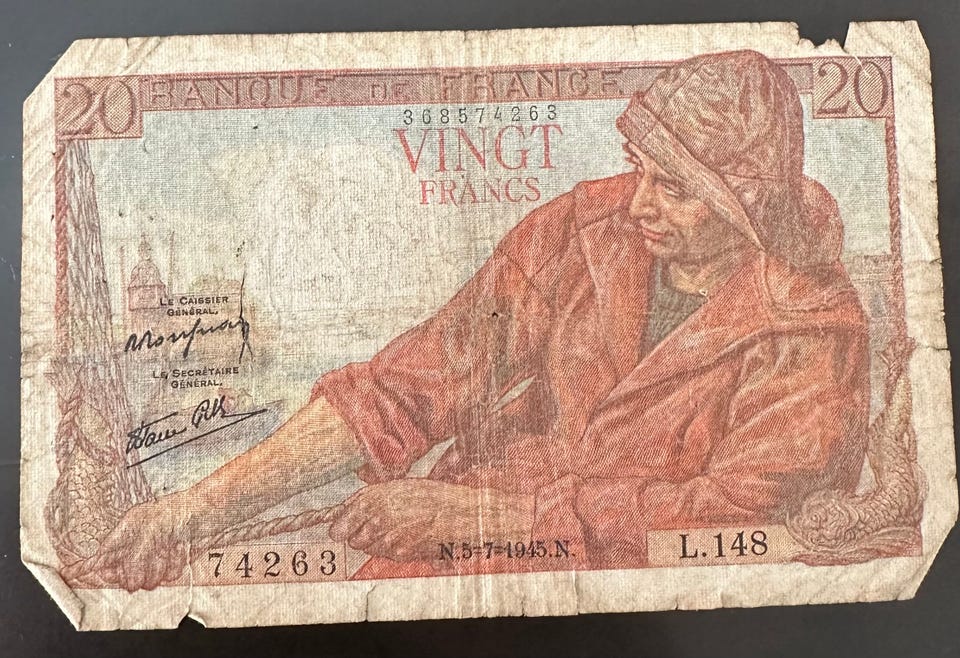 20 BANQUE DE FRANCE 20
368574263
VINGT
FRANCS
LE CAISSIER
GÉNÉRAL,
LE SECRÉTAIRE
GÉNÉRAL.
74263 N.5=7=1945.N. L.148